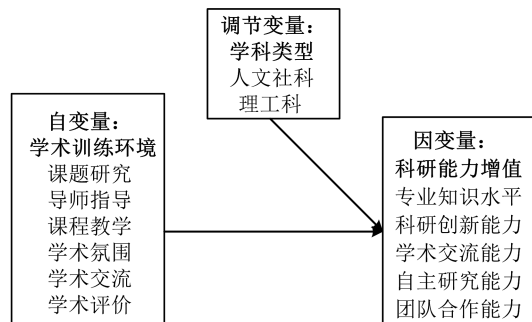 调节变量：
学科类型
人文社科
理工科
自变量：
学术训练环境
课题研究
导师指导
课程教学
学术氛围
学术交流
学术评价
因变量：
科研能力增值
专业知识水平
科研创新能力
学术交流能力
自主研究能力
团队合作能力